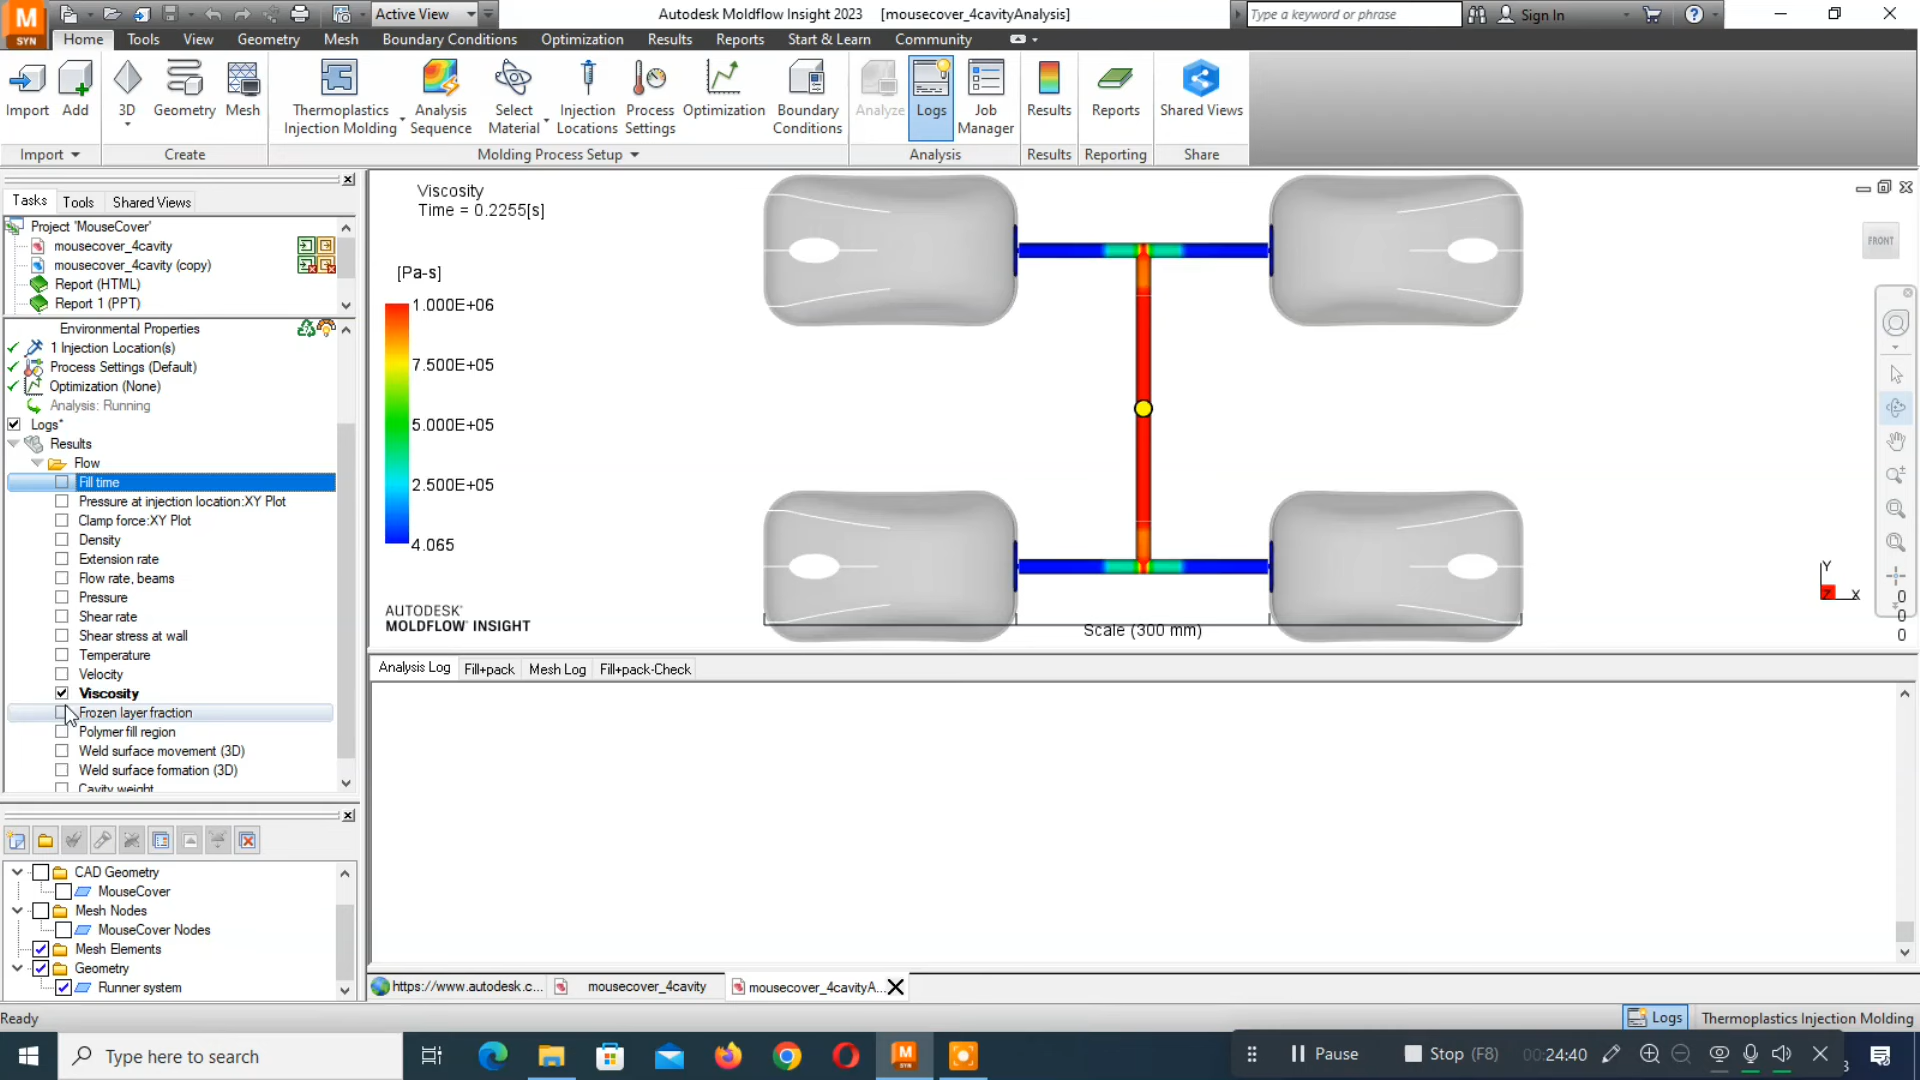 M
SYN
Active View
Autodesk Moldflow Insight 2023 [mousecover_4cavityAnalysis]
Type a keyword or phrase
Sign In
Home Tools View Geometry Mesh Boundary Conditions Optimization Results Reports Start & Learn Community
Import
Add
3D
Geometry
Mesh
Thermoplastics
Injection Molding
Analysis
Sequence
Select
Material
Injection
Locations
Process
Settings
Optimization
Boundary
Conditions
Analyze
Logs
Job
Manager
Results
Reports
Shared Views
Import
Create
Molding Process Setup
Analysis
Results
Reporting
Share
Tasks Tools Shared Views
Project 'MouseCover'
mousecover_4cavity
mousecover_4cavity (copy)
Report (HTML)
Report 1 (PPT)
Environmental Properties
1 Injection Location(s)
Process Settings (Default)
Optimization (None)
Analysis: Running
Logs*
Results
Flow
Fill time
Pressure at injection location:XY Plot
Clamp force:XY Plot
Density
Extension rate
Flow rate, beams
Pressure
Shear rate
Shear stress at wall
Temperature
Velocity
Viscosity
Frozen layer fraction
Polymer fill region
Weld surface movement (3D)
Weld surface formation (3D)
Cavity weight
CAD Geometry
MouseCover
Mesh Nodes
MouseCover Nodes
Mesh Elements
Geometry
Runner system
Viscosity
Time = 0.2255[s]
[Pa-s]
1.000E+06
7.500E+05
5.000E+05
2.500E+05
4.065
AUTODESK
MOLDFLOW INSIGHT
Scale (300 mm)
FRONT
Y
Z
X
0
0
0
Analysis Log Fill+pack Mesh Log Fill+pack-Check
https://www.autodesk.c... mousecover_4cavity mousecover_4cavityA...
Ready
Logs
Thermoplastics Injection Molding
Type here to search
M
SYN
Pause
Stop (F8)
00:24:40